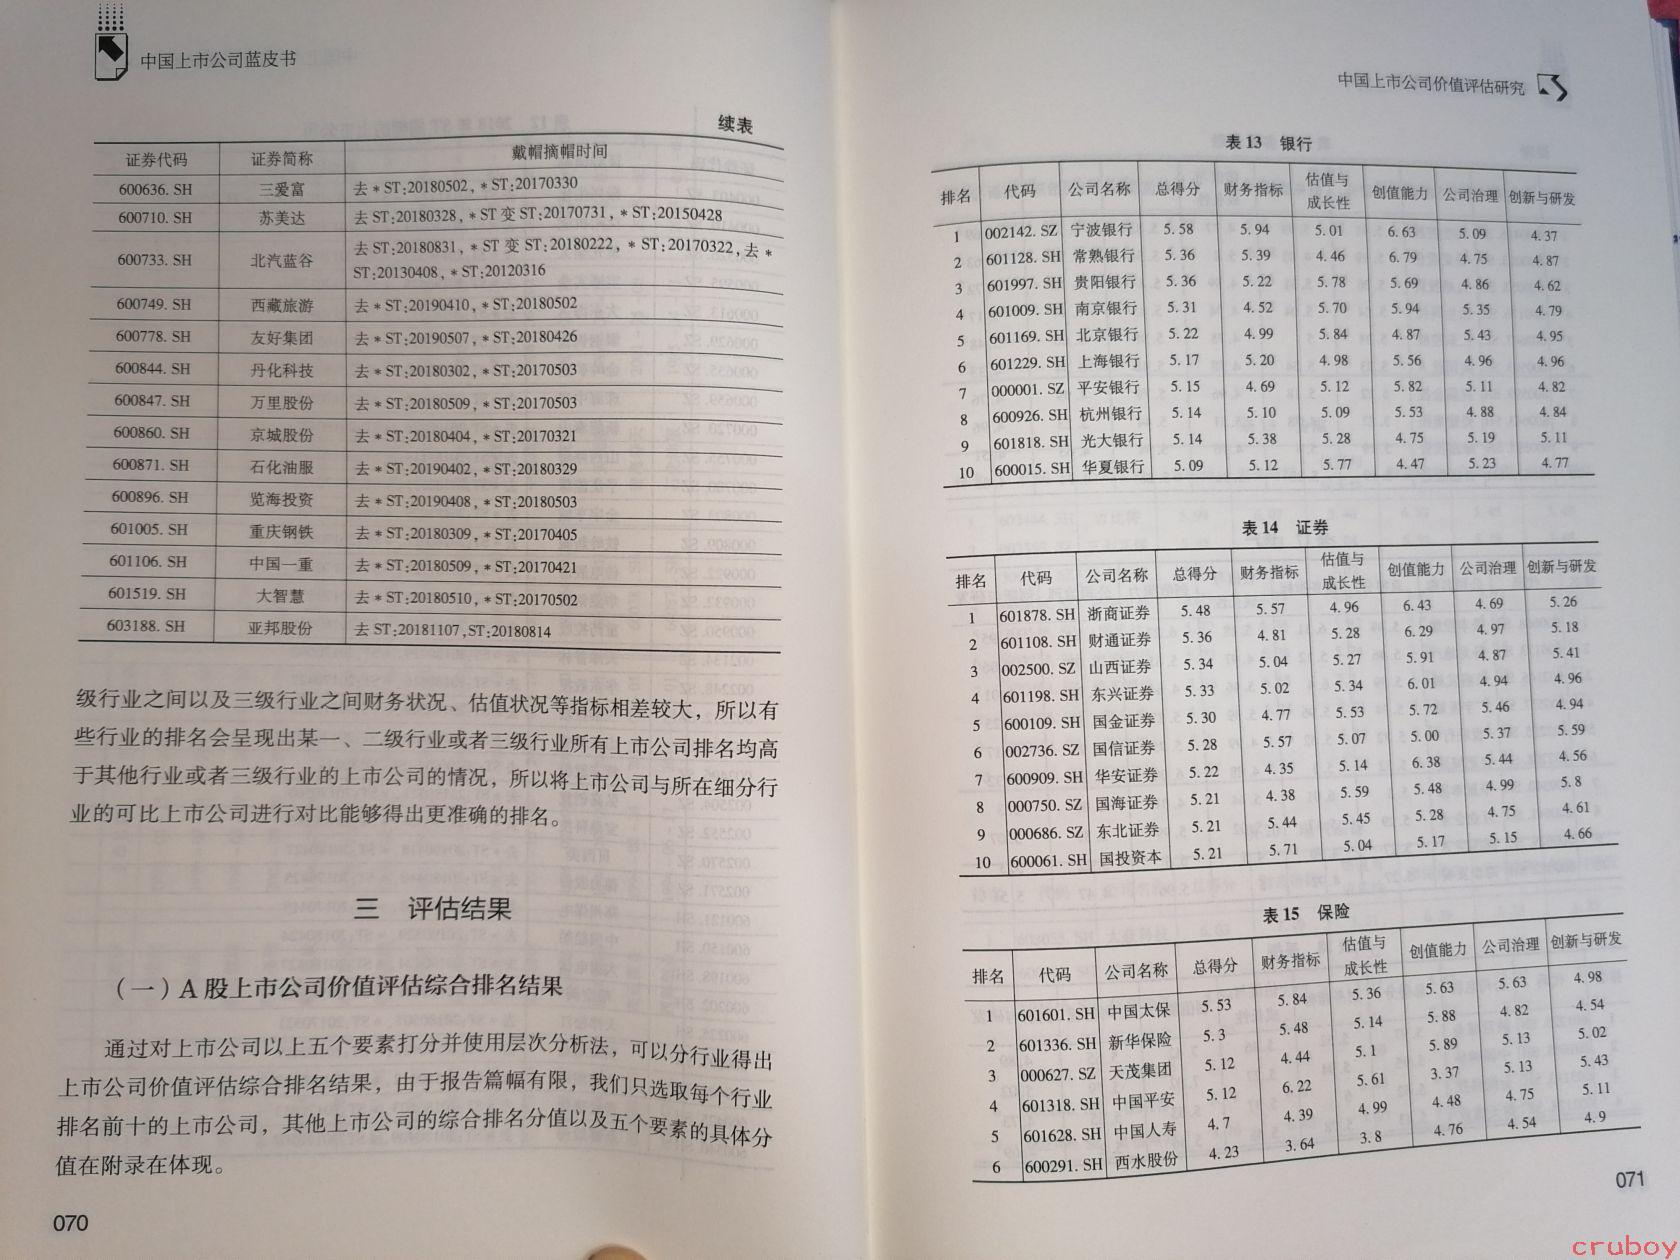 中国上市公司蓝皮书
续表
证券代码 证券简称 戴帽摘帽时间
600636. SH 三爱富 去*ST:20180502, *ST:20170330
600710. SH 苏美达 去ST:20180328, *ST变ST:20170731, *ST:20150428
600733. SH 北汽蓝谷 去ST:20180831, *ST变ST:20180222, *ST:20170322,去*
ST:20130408, *ST:20120316
600749. SH 西藏旅游 去*ST:20190410, *ST:20180502
600778. SH 友好集团 去*ST:20190507, *ST:20180426
600844. SH 丹化科技 去*ST:20180302, *ST:20170503
600847. SH 万里股份 去*ST:20180509, *ST:20170503
600860. SH 京城股份 去*ST:20180404, *ST:20170321
600871. SH 石化油服 去*ST:20190402, *ST:20180329
600896. SH 览海投资 去*ST:20190408, *ST:20180503
601005. SH 重庆钢铁 去*ST:20180309, *ST:20170405
601106. SH 中国一重 去*ST:20180509, *ST:20170421
601519. SH 大智慧 去*ST:20180510, *ST:20170502
603188. SH 亚邦股份 去ST:20181107,ST:20180814
级行业之间以及三级行业之间财务状况、估值状况等指标相差较大，所以有
些行业的排名会呈现出某一、二级行业或者三级行业所有上市公司排名均高
于其他行业或者三级行业的上市公司的情况，所以将上市公司与所在细分行
业的可比上市公司进行对比能够得出更准确的排名。
三 评估结果
（一）A股上市公司价值评估综合排名结果
通过对上市公司以上五个要素打分并使用层次分析法，可以分行业得出
上市公司价值评估综合排名结果，由于报告篇幅有限，我们只选取每个行业
排名前十的上市公司，其他上市公司的综合排名分值以及五个要素的具体分
值在附录在体现。
070
中国上市公司价值评估研究
表13 银行
排名 代码 公司名称 总得分 财务指标 估值与成长性 创值能力 公司治理 创新与研发
1 002142. SZ 宁波银行 5.58 5.94 5.01 6.63 5.09 4.37
2 601128. SH 常熟银行 5.36 5.39 4.46 6.79 4.75 4.87
3 601997. SH 贵阳银行 5.36 5.22 5.78 5.69 4.86 4.62
4 601009. SH 南京银行 5.31 4.52 5.70 5.94 5.35 4.79
5 601169. SH 北京银行 5.22 4.99 5.84 4.87 5.43 4.95
6 601229. SH 上海银行 5.17 5.20 4.98 5.56 4.96 4.96
7 000001. SZ 平安银行 5.15 4.69 5.12 5.82 5.11 4.82
8 600926. SH 杭州银行 5.14 5.10 5.09 5.53 4.88 4.84
9 601818. SH 光大银行 5.14 5.38 5.28 4.75 5.19 5.11
10 600015. SH 华夏银行 5.09 5.12 5.77 4.47 5.23 4.77
表14 证券
排名 代码 公司名称 总得分 财务指标 估值与成长性 创值能力 公司治理 创新与研发
1 601878. SH 浙商证券 5.48 5.57 4.96 6.43 4.69 5.26
2 601108. SH 财通证券 5.36 4.81 5.28 6.29 4.97 5.18
3 002500. SZ 山西证券 5.34 5.04 5.27 5.91 4.87 5.41
4 601198. SH 东兴证券 5.33 5.02 5.34 6.01 4.94 4.96
5 600109. SH 国金证券 5.30 4.77 5.53 5.72 5.46 4.94
6 002736. SZ 国信证券 5.28 5.57 5.07 5.00 5.37 5.59
7 600909. SH 华安证券 5.22 4.35 5.14 6.38 5.44 4.56
8 000750. SZ 国海证券 5.21 4.38 5.59 5.48 4.99 5.8
9 000686. SZ 东北证券 5.21 5.44 5.45 5.28 4.75 4.61
10 600061. SH 国投资本 5.21 5.71 5.04 5.17 5.15 4.66
表15 保险
排名 代码 公司名称 总得分 财务指标 估值与成长性 创值能力 公司治理 创新与研发
1 601601. SH 中国太保 5.53 5.84 5.36 5.63 5.63 4.98
2 601336. SH 新华保险 5.3 5.48 5.14 5.88 4.82 4.54
3 000627. SZ 天茂集团 5.12 4.44 5.1 5.89 5.13 5.02
4 601318. SH 中国平安 5.12 6.22 5.61 3.37 5.13 5.43
5 601628. SH 中国人寿 4.7 4.39 4.99 4.48 4.75 5.11
6 600291. SH 西水股份 4.23 3.64 3.8 4.76 4.54 4.9
071
cruboy